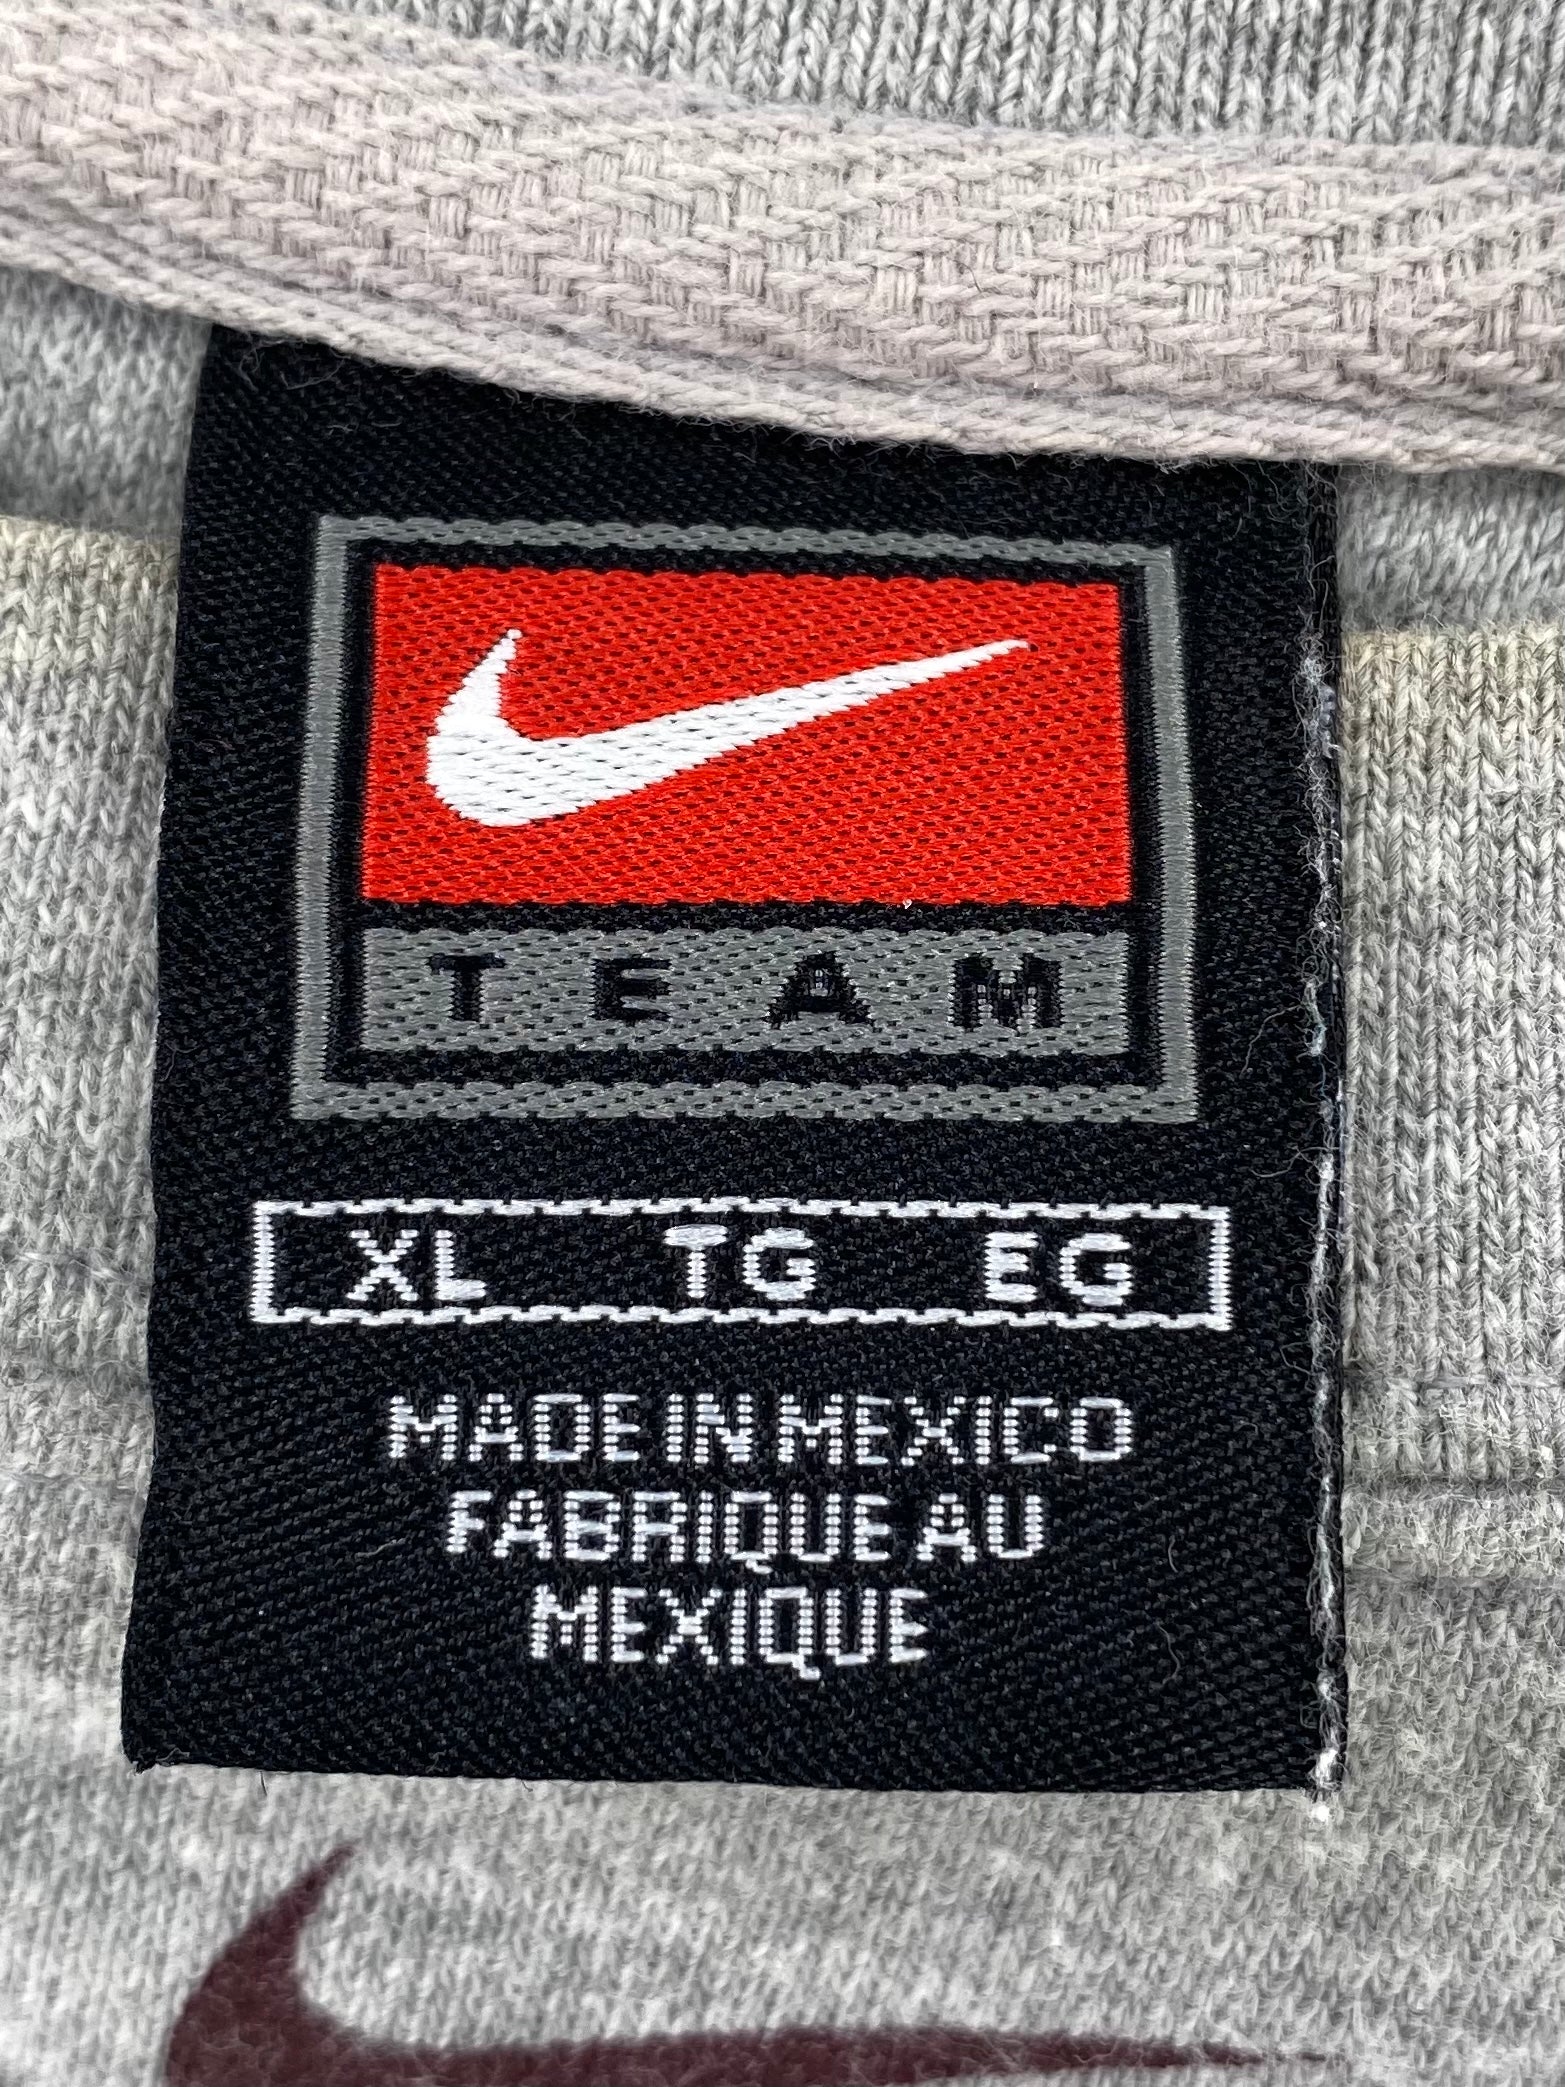 TEAM
XL TG EG
MADE IN MEXICO
FABRIQUE AU
MEXIQUE